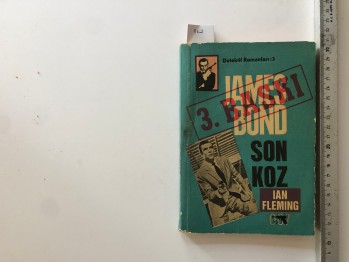 Dedektif Romanları: 3
JAMES
3. BASKI
BOND
SON
KOZ
IAN
FLEMING